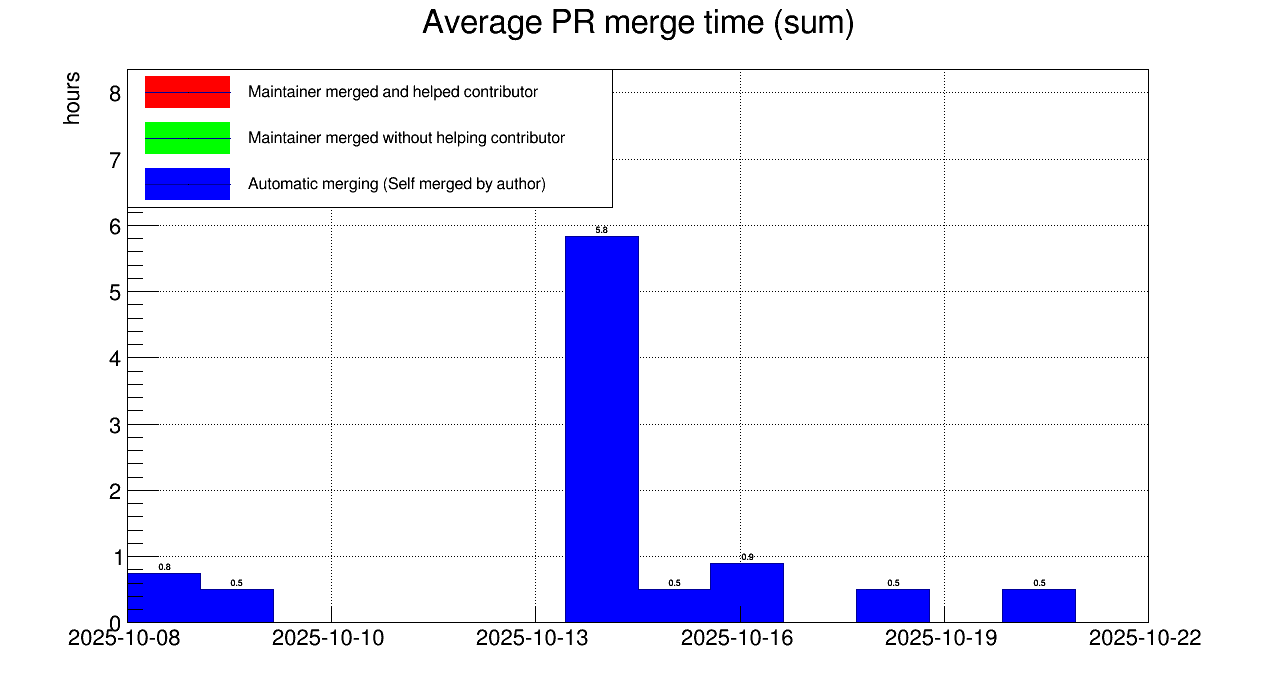 Average PR merge time (sum)
hours
Maintainer merged and helped contributor
Maintainer merged without helping contributor
Automatic merging (Self merged by author)
8
7
6
5
4
3
2
1
0
0.8
0.5
5.8
0.5
0.9
0.5
0.5
2025-10-08 2025-10-10 2025-10-13 2025-10-16 2025-10-19 2025-10-22